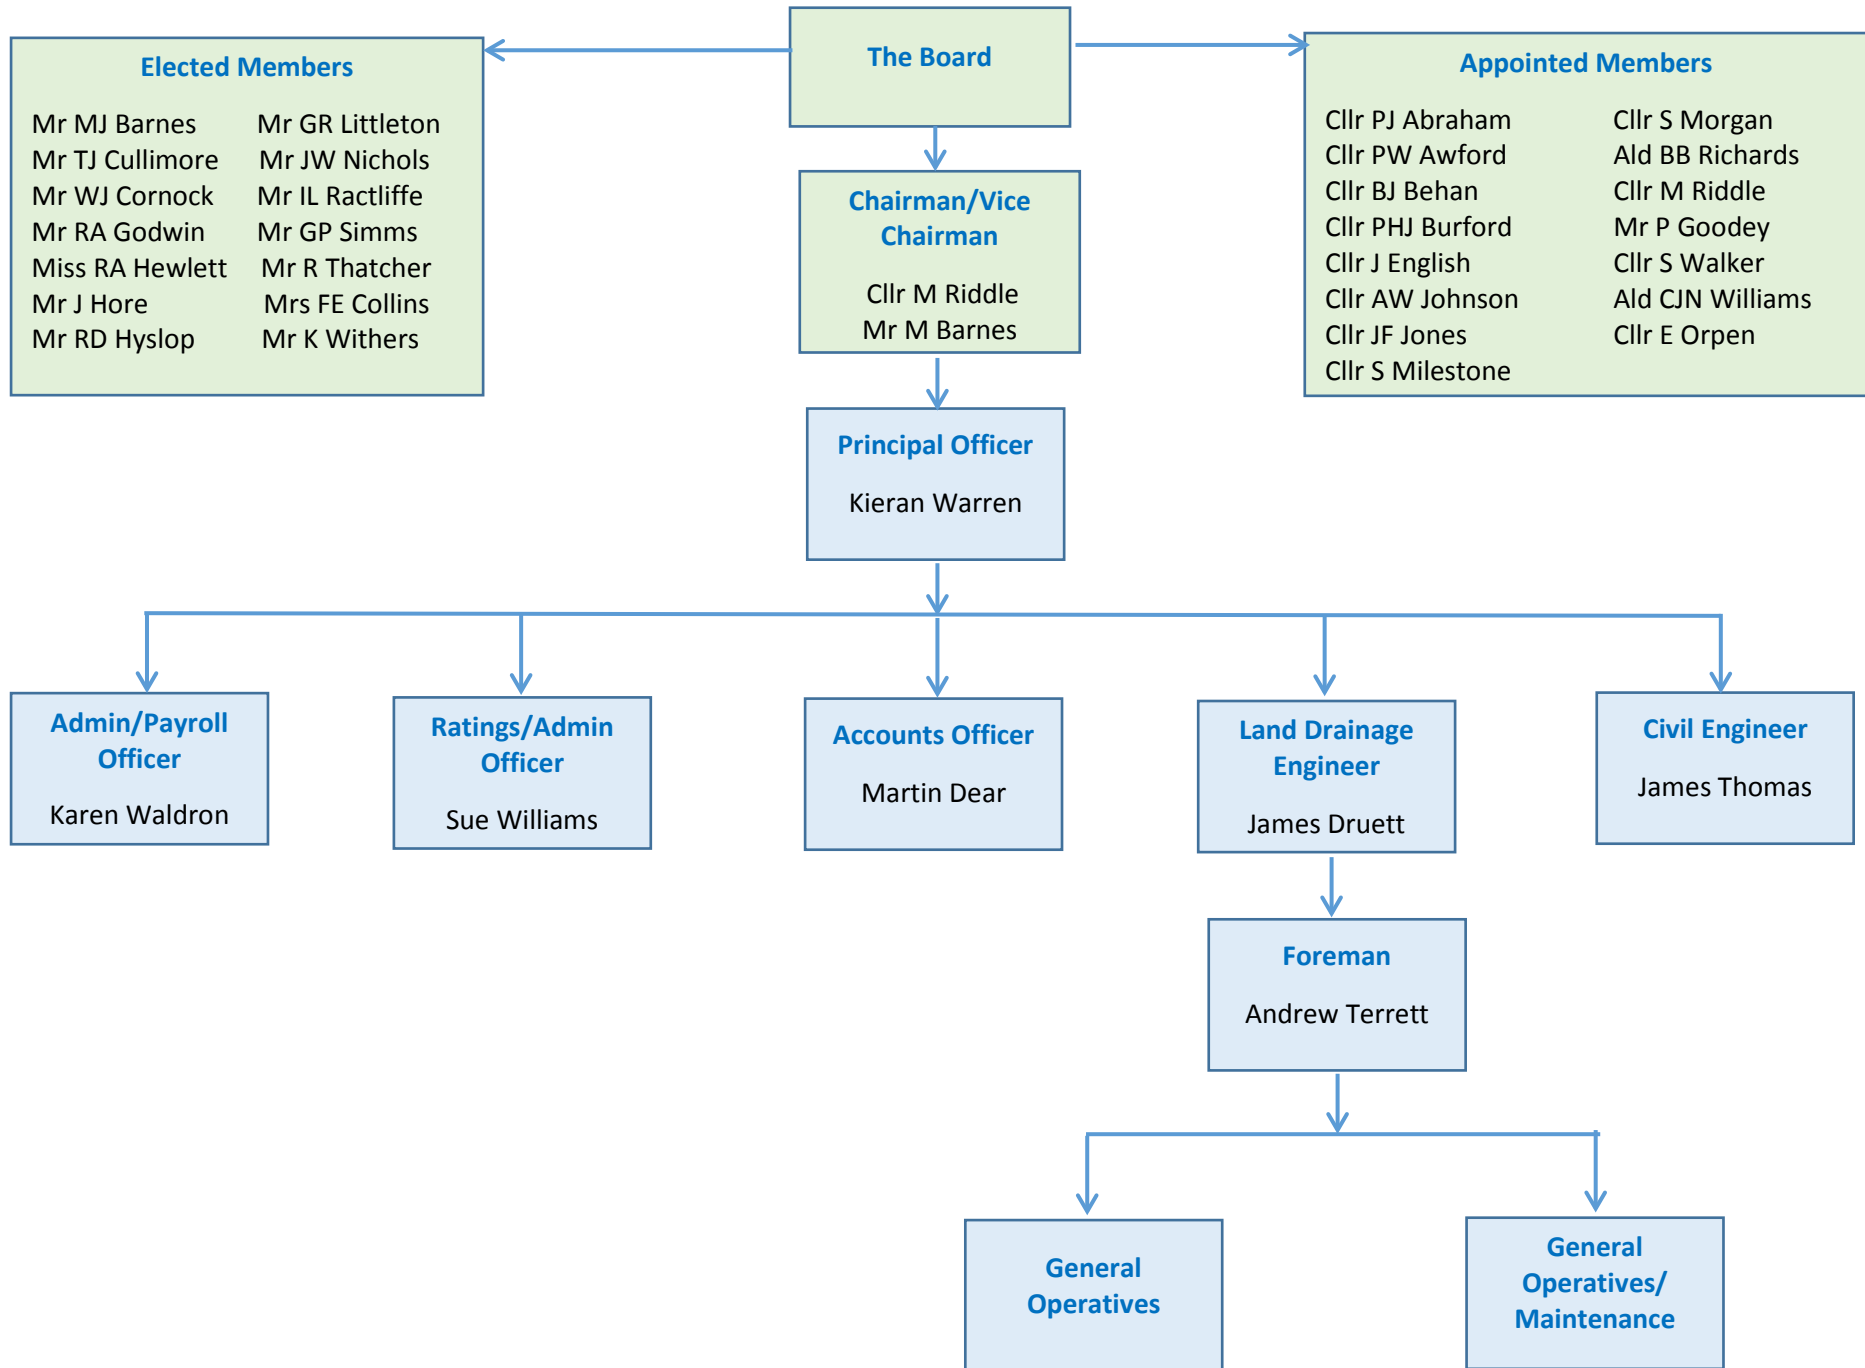 The Board
Elected Members
Mr MJ Barnes Mr GR Littleton
Mr TJ Cullimore Mr JW Nichols
Mr WJ Cornock Mr IL Ractliffe
Mr RA Godwin Mr GP Simms
Miss RA Hewlett Mr R Thatcher
Mr J Hore Mrs FE Collins
Mr RD Hyslop Mr K Withers
Appointed Members
Cllr PJ Abraham Cllr S Morgan
Cllr PW Awford Ald BB Richards
Cllr BJ Behan Cllr M Riddle
Cllr PHJ Burford Mr P Goodey
Cllr J English Cllr S Walker
Cllr AW Johnson Ald CJN Williams
Cllr JF Jones Cllr E Orpen
Cllr S Milestone
Chairman/Vice
Chairman
Cllr M Riddle
Mr M Barnes
Principal Officer
Kieran Warren
Admin/Payroll
Officer
Karen Waldron
Ratings/Admin
Officer
Sue Williams
Accounts Officer
Martin Dear
Land Drainage
Engineer
James Druett
Civil Engineer
James Thomas
Foreman
Andrew Terrett
General
Operatives
General
Operatives/
Maintenance